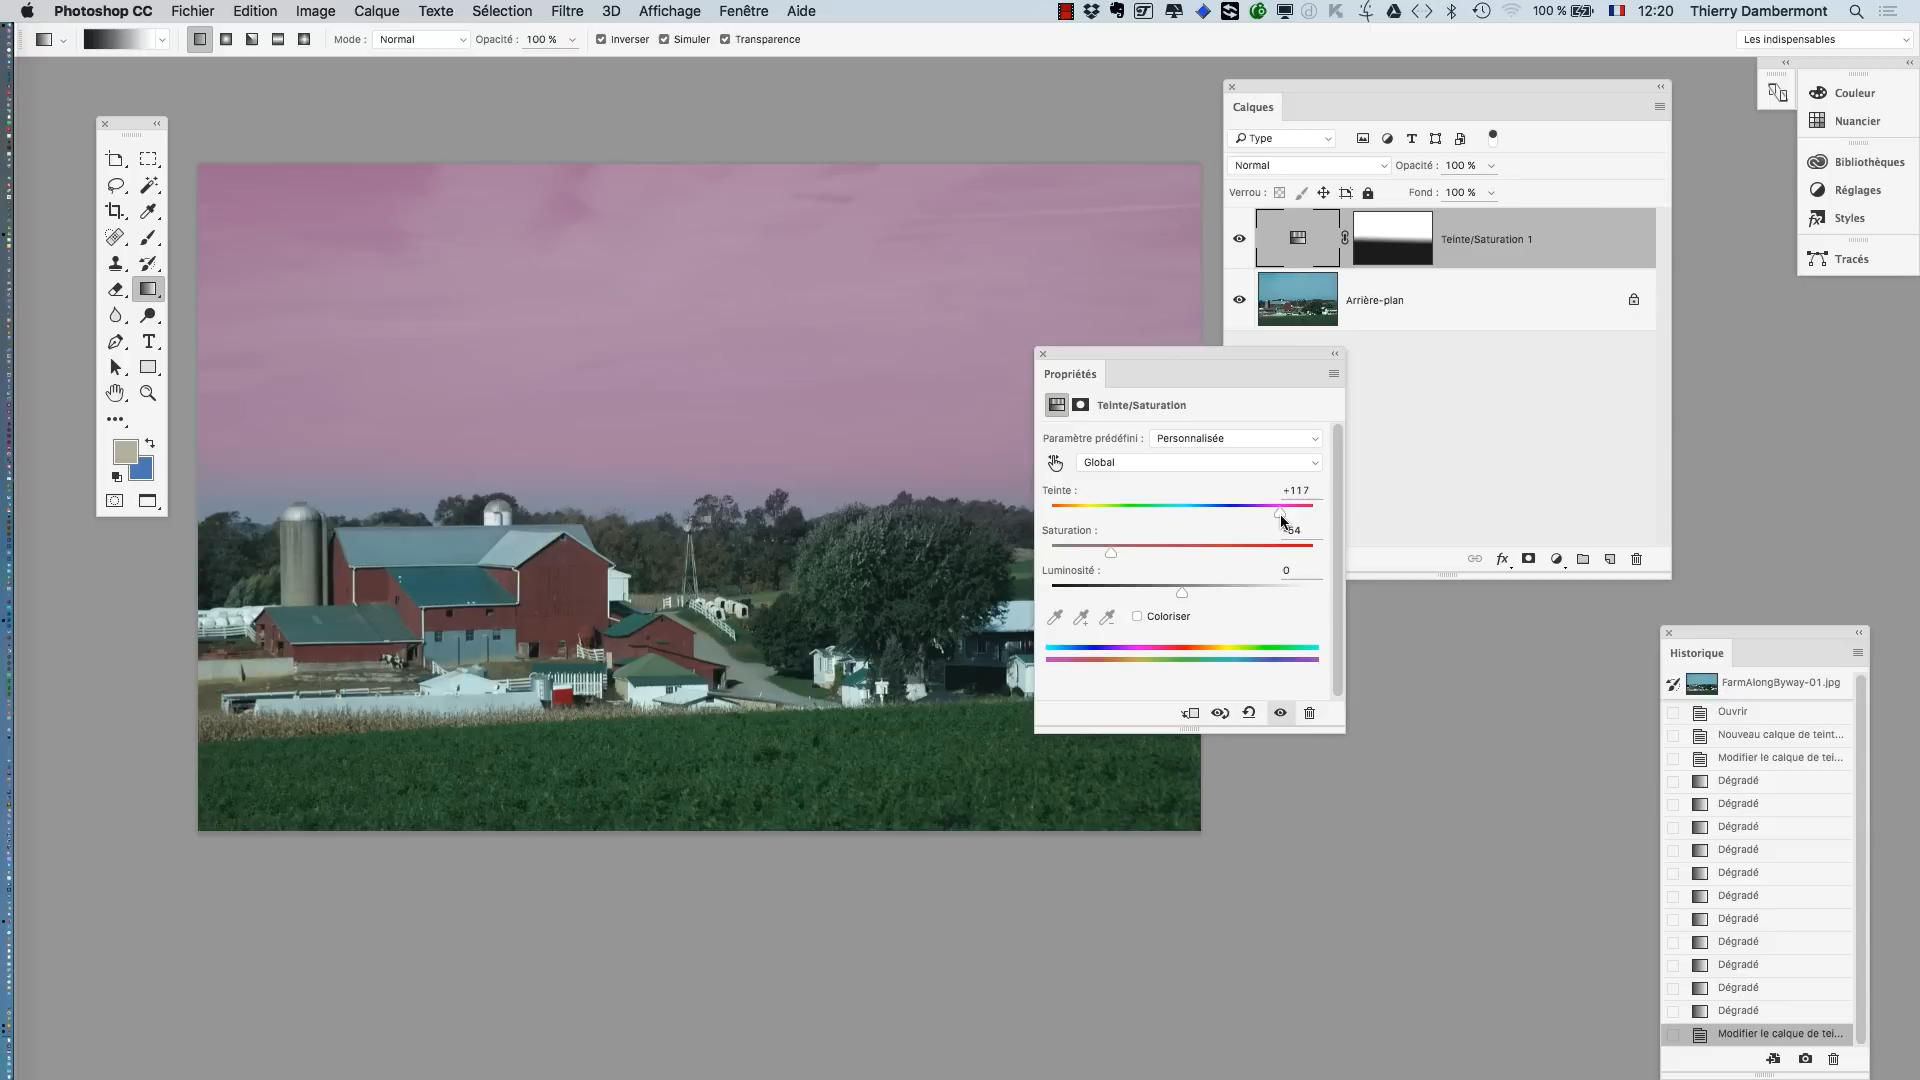 Photoshop CC Fichier Edition Image Calque Texte Sélection Filtre 3D Affichage Fenêtre Aide 100 % 12:20 Thierry Dambermont
Mode : Normal Opacité : 100 % Inverser Simuler Transparence Les indispensables
Calques
Type
Normal Opacité : 100 %
Verrou : Fond : 100 %
Teinte/Saturation 1
Arrière-plan
Couleur
Nuancier
Bibliothèques
Réglages
Styles
Tracés
Propriétés
Teinte/Saturation
Paramètre prédéfini : Personnalisée
Global
Teinte : +117
Saturation : -54
Luminosité : 0
Coloriser
Historique
FarmAlongByway-01.jpg
Ouvrir
Nouveau calque de teint...
Modifier le calque de tei...
Dégradé
Dégradé
Dégradé
Dégradé
Dégradé
Dégradé
Dégradé
Dégradé
Dégradé
Dégradé
Dégradé
Modifier le calque de tei...